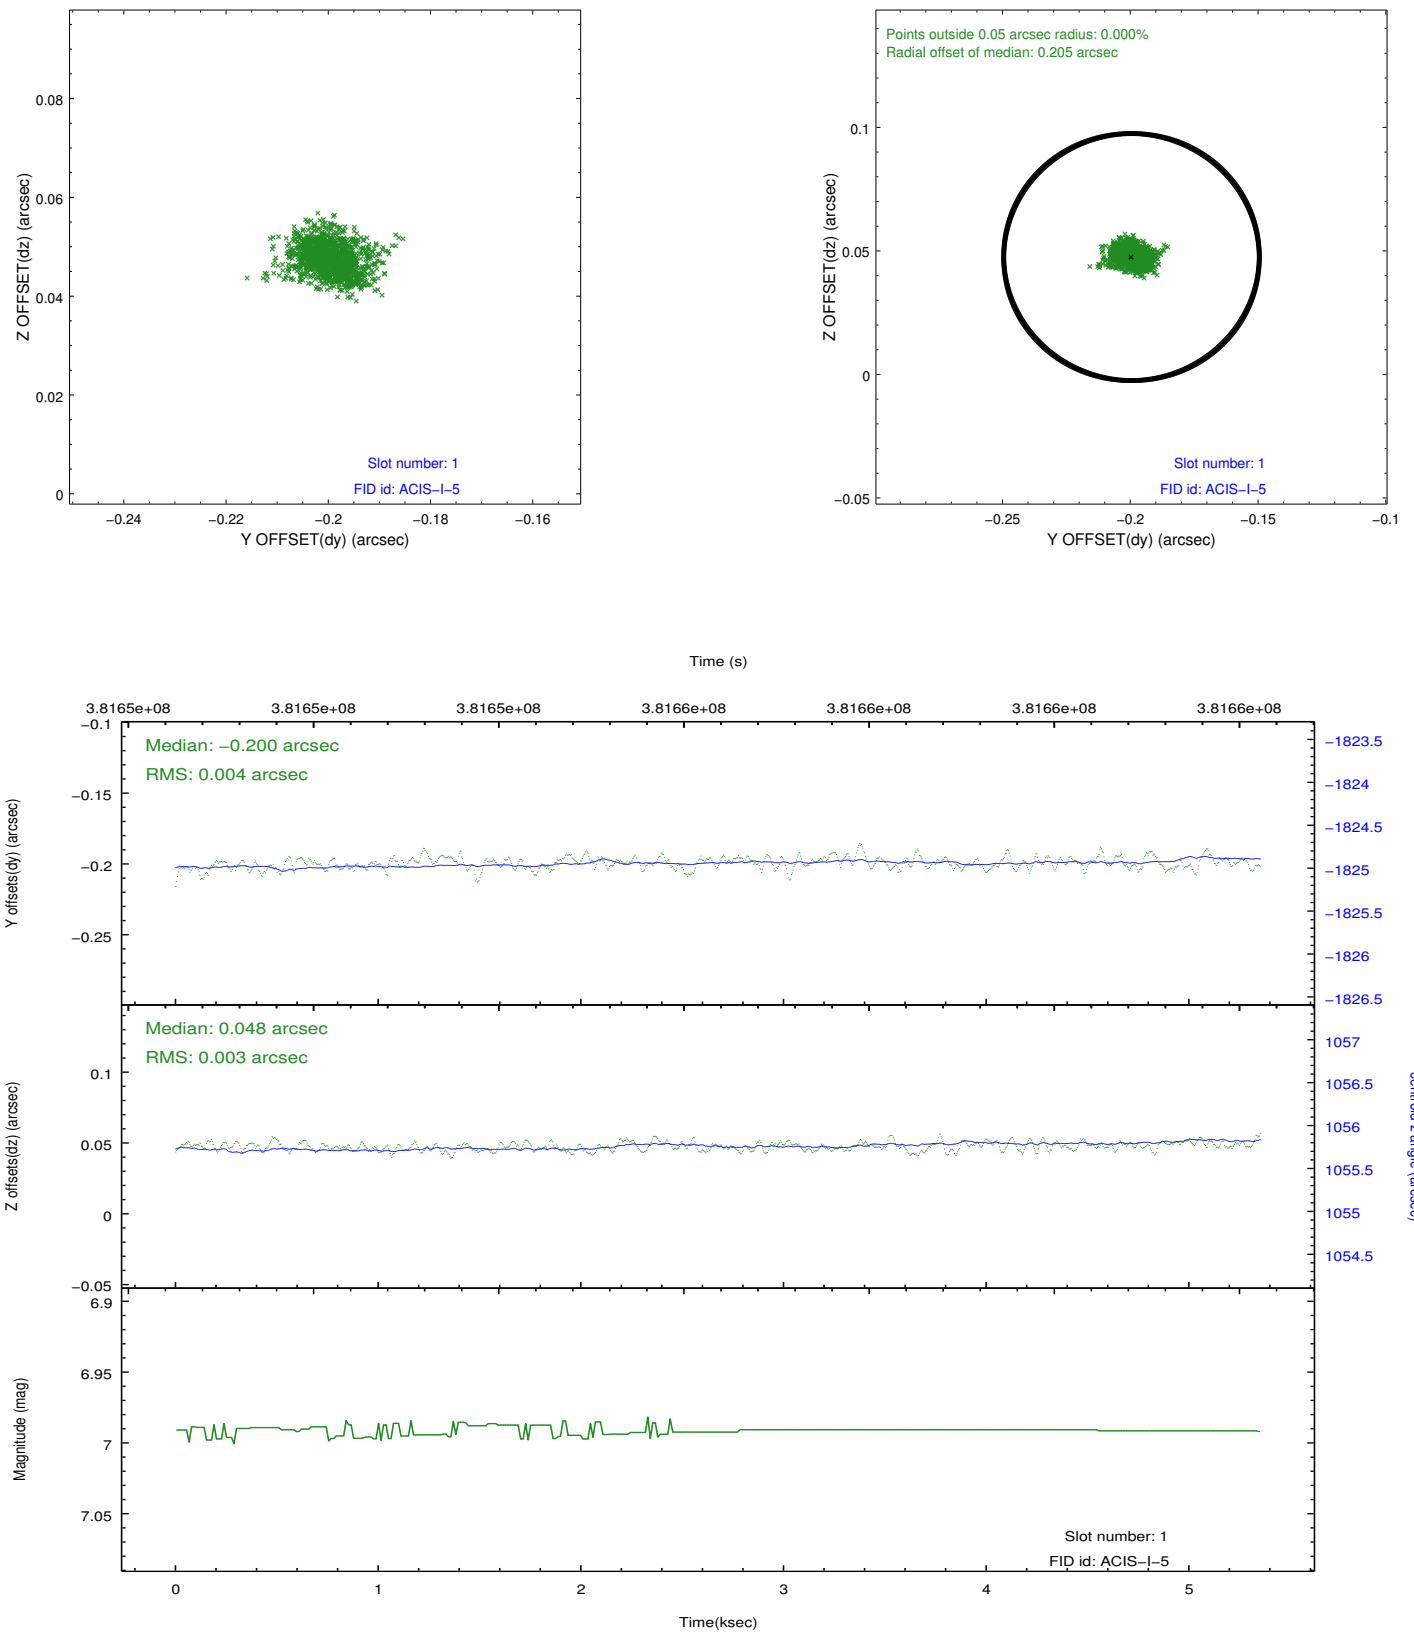 Points outside 0.05 arcsec radius: 0.000%
Radial offset of median: 0.205 arcsec
0.08
0.06
0.04
0.02
0
Z OFFSET(dz) (arcsec)
Slot number: 1
FID id: ACIS−I−5
−0.24
−0.22
−0.2
−0.18
−0.16
Y OFFSET(dy) (arcsec)
0.1
0.05
0
−0.05
Z OFFSET(dz) (arcsec)
Slot number: 1
FID id: ACIS−I−5
−0.25
−0.2
−0.15
−0.1
Y OFFSET(dy) (arcsec)
Time (s)
3.8165e+08
3.8165e+08
3.8165e+08
3.8166e+08
3.8166e+08
3.8166e+08
3.8166e+08
Median: −0.200 arcsec
RMS: 0.004 arcsec
−0.1
−0.15
−0.2
−0.25
Y offsets(dy) (arcsec)
−1823.5
−1824
−1824.5
−1825
−1825.5
−1826
−1826.5
Median: 0.048 arcsec
RMS: 0.003 arcsec
0.1
0.05
0
−0.05
Z offsets(dz) (arcsec)
1057
1056.5
1056
1055.5
1055
1054.5
6.9
6.95
7
7.05
Magnitude (mag)
Slot number: 1
FID id: ACIS−I−5
0
1
2
3
4
5
Time(ksec)